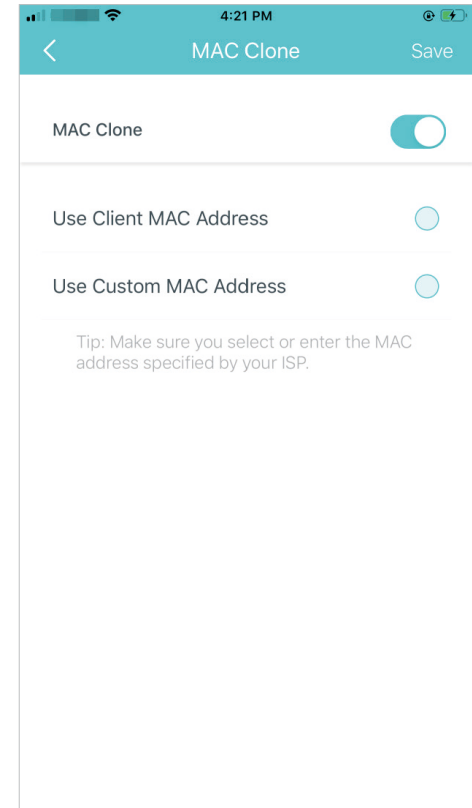 4:21 PM
MAC Clone
Save
MAC Clone
Use Client MAC Address
Use Custom MAC Address
Tip: Make sure you select or enter the MAC
address specified by your ISP.